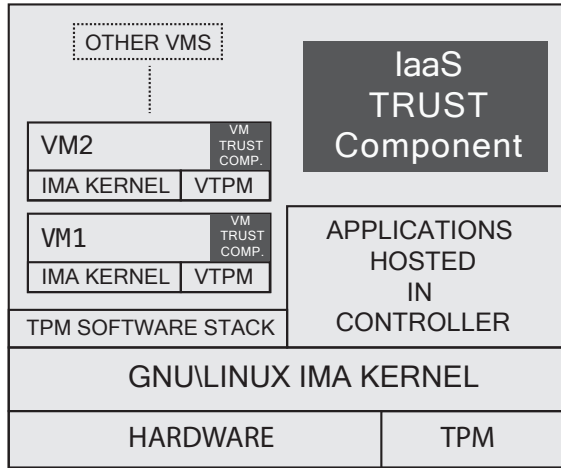 OTHER VMS
IaaS
TRUST
Component
VM2
VM
TRUST
COMP.
IMA KERNEL
VTPM
VM1
VM
TRUST
COMP.
IMA KERNEL
VTPM
APPLICATIONS
HOSTED
IN
CONTROLLER
TPM SOFTWARE STACK
GNU\LINUX IMA KERNEL
HARDWARE
TPM